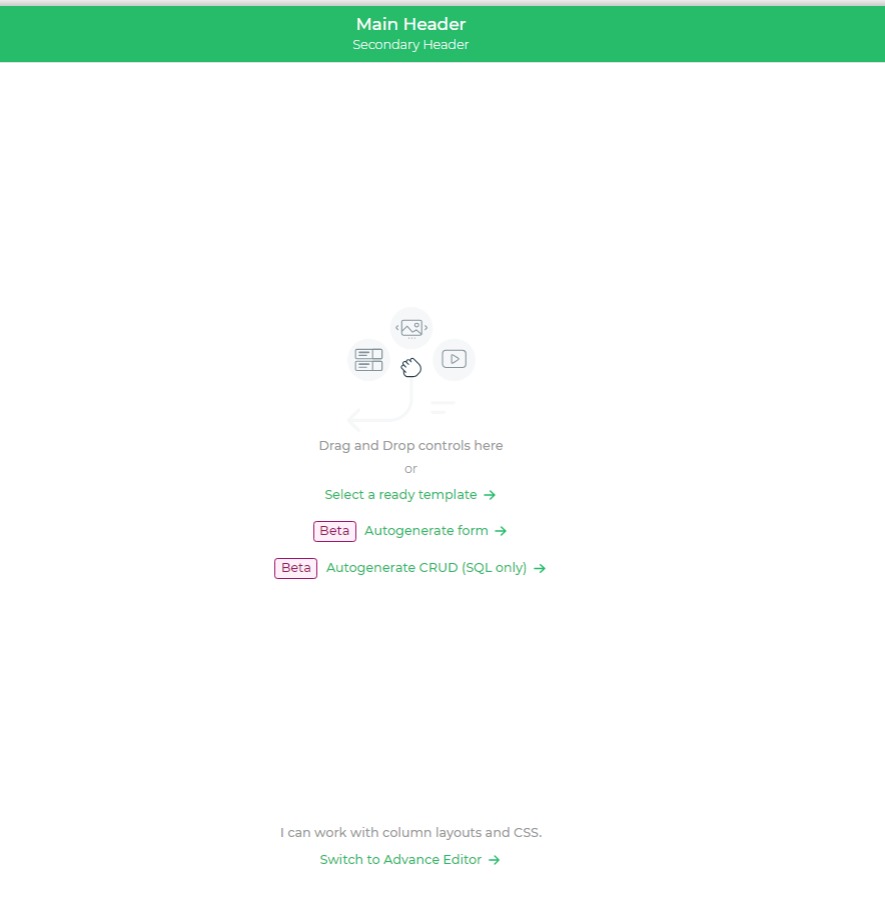 Main Header
Secondary Header
Drag and Drop controls here
or
Select a ready template
Beta Autogenerate form
Beta Autogenerate CRUD (SQL only)
I can work with column layouts and CSS.
Switch to Advance Editor